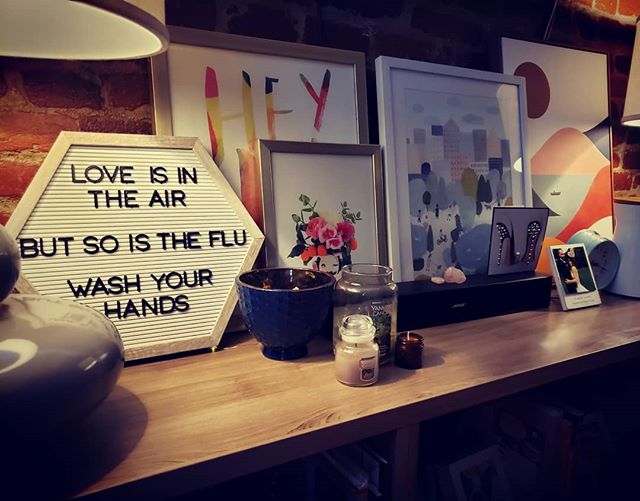 LOVE IS IN
THE AIR
BUT SO IS THE FLU
WASH YOUR
HANDS
HEY